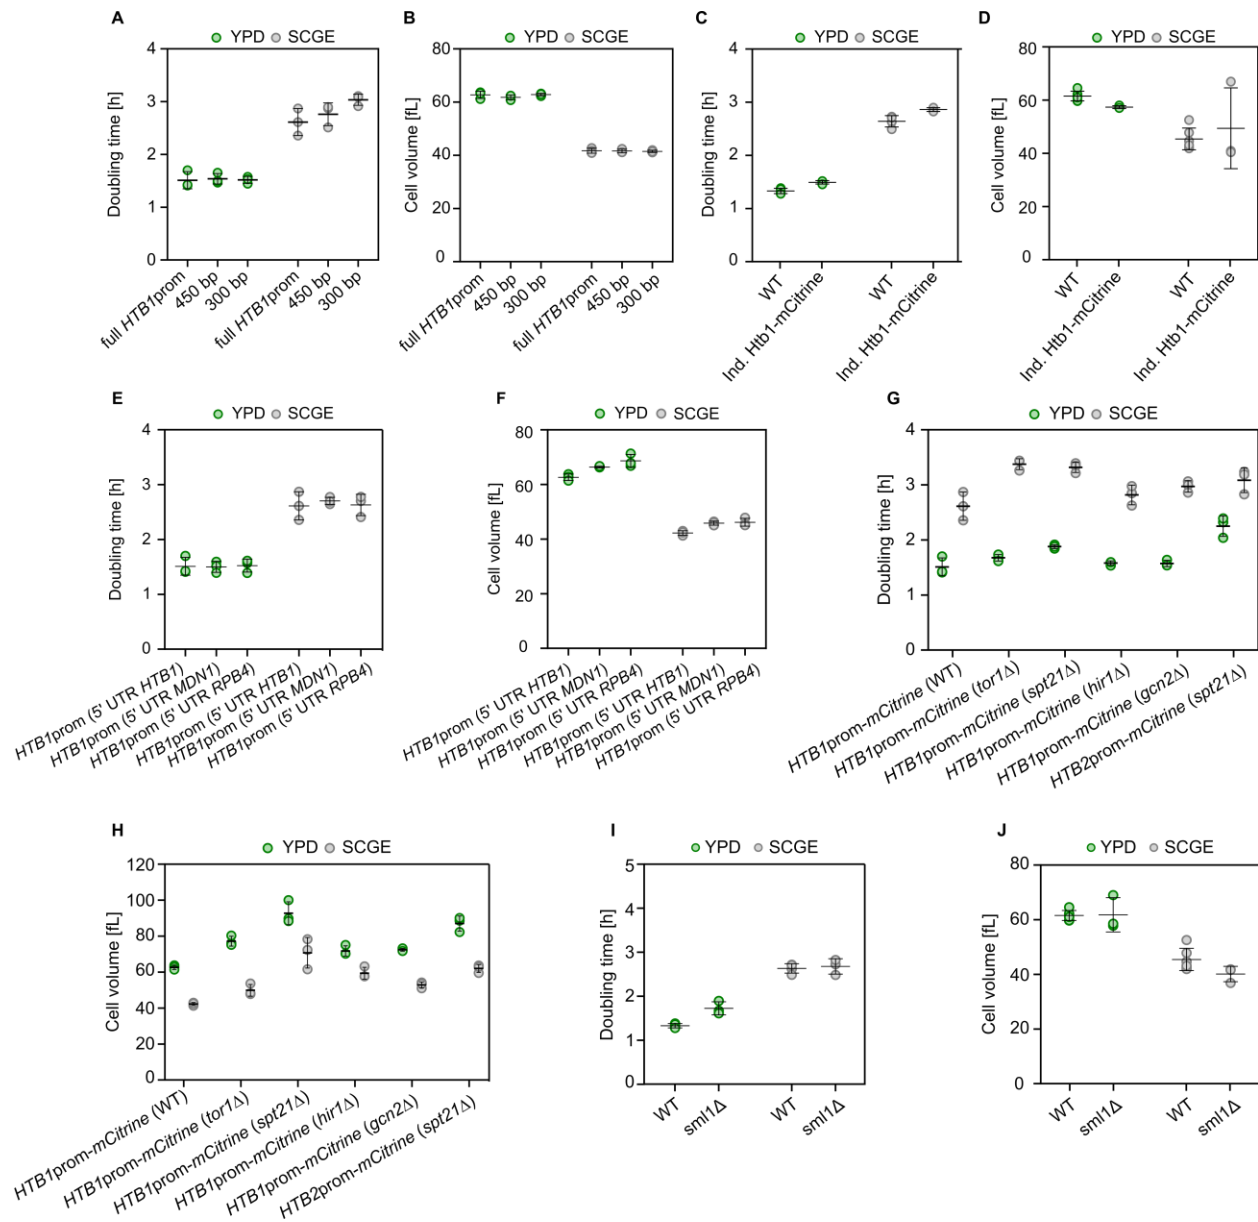 A
YPD SCGE
Doubling time [h]
4
3
2
1
0
full HTB1prom
450 bp
300 bp
full HTB1prom
450 bp
300 bp
B
YPD SCGE
Cell volume [fL]
80
60
40
20
0
full HTB1prom
450 bp
300 bp
full HTB1prom
450 bp
300 bp
C
YPD SCGE
Doubling time [h]
4
3
2
1
0
WT
Ind. Htb1-mCitrine
WT
Ind. Htb1-mCitrine
D
YPD SCGE
Cell volume [fL]
80
60
40
20
0
WT
Ind. Htb1-mCitrine
WT
Ind. Htb1-mCitrine
E
YPD SCGE
Doubling time [h]
4
3
2
1
0
HTB1prom (5' UTR HTB1)
HTB1prom (5' UTR MDN1)
HTB1prom (5' UTR RPB4)
HTB1prom (5' UTR HTB1)
HTB1prom (5' UTR MDN1)
HTB1prom (5' UTR RPB4)
F
YPD SCGE
Cell volume [fL]
80
60
40
20
0
HTB1prom (5' UTR HTB1)
HTB1prom (5' UTR MDN1)
HTB1prom (5' UTR RPB4)
HTB1prom (5' UTR HTB1)
HTB1prom (5' UTR MDN1)
HTB1prom (5' UTR RPB4)
G
YPD SCGE
Doubling time [h]
4
3
2
1
0
HTB1prom-mCitrine (WT)
HTB1prom-mCitrine (tor1Δ)
HTB1prom-mCitrine (spt21Δ)
HTB1prom-mCitrine (hir1Δ)
HTB1prom-mCitrine (gcn2Δ)
HTB2prom-mCitrine (spt21Δ)
H
YPD SCGE
Cell volume [fL]
120
100
80
60
40
20
0
HTB1prom-mCitrine (WT)
HTB1prom-mCitrine (tor1Δ)
HTB1prom-mCitrine (spt21Δ)
HTB1prom-mCitrine (hir1Δ)
HTB1prom-mCitrine (gcn2Δ)
HTB2prom-mCitrine (spt21Δ)
I
YPD SCGE
Doubling time [h]
5
4
3
2
1
0
WT
sml1Δ
WT
sml1Δ
J
YPD SCGE
Cell volume [fL]
80
60
40
20
0
WT
sml1Δ
WT
sml1Δ